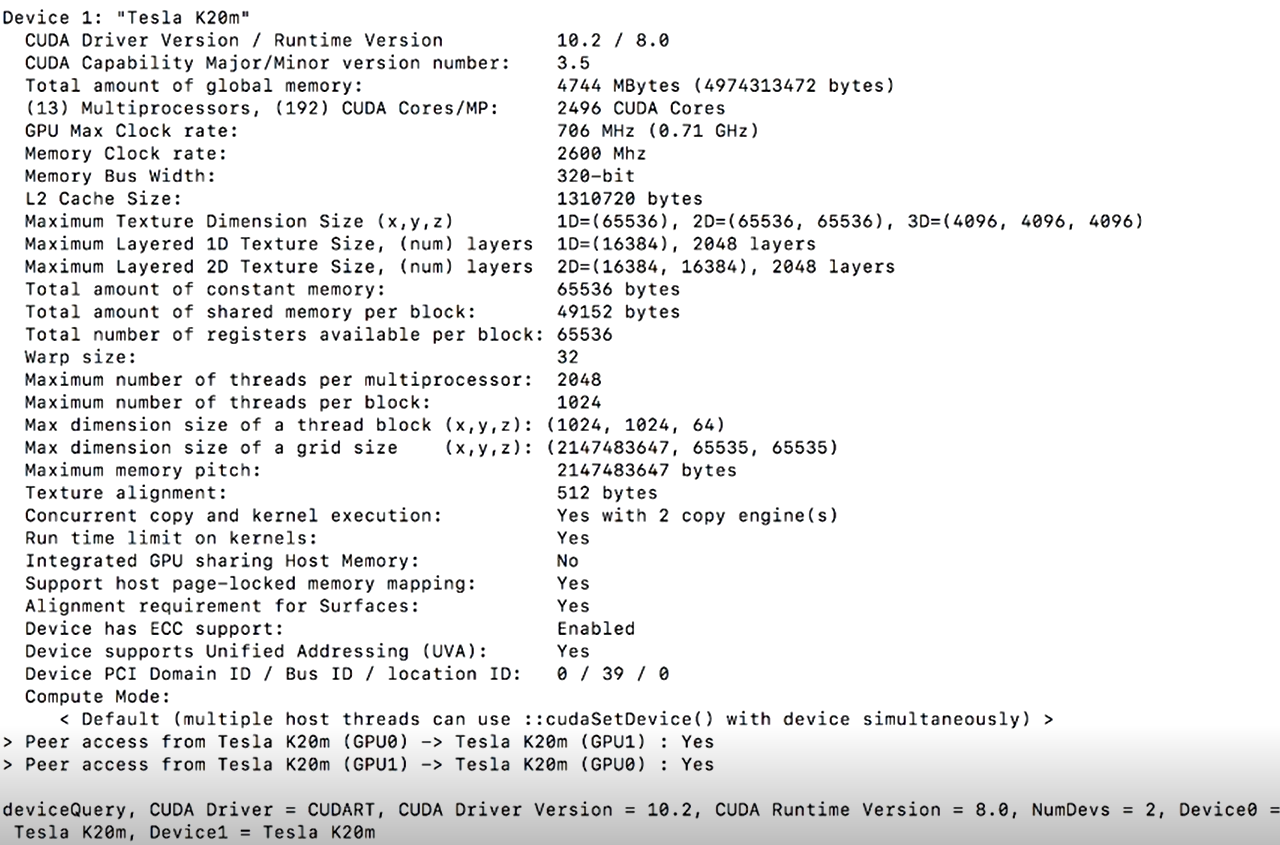 Device 1: "Tesla K20m"
CUDA Driver Version / Runtime Version 10.2 / 8.0
CUDA Capability Major/Minor version number: 3.5
Total amount of global memory: 4744 MBytes (4974313472 bytes)
(13) Multiprocessors, (192) CUDA Cores/MP: 2496 CUDA Cores
GPU Max Clock rate: 706 MHz (0.71 GHz)
Memory Clock rate: 2600 Mhz
Memory Bus Width: 320-bit
L2 Cache Size: 1310720 bytes
Maximum Texture Dimension Size (x,y,z) 1D=(65536), 2D=(65536, 65536), 3D=(4096, 4096, 4096)
Maximum Layered 1D Texture Size, (num) layers 1D=(16384), 2048 layers
Maximum Layered 2D Texture Size, (num) layers 2D=(16384, 16384), 2048 layers
Total amount of constant memory: 65536 bytes
Total amount of shared memory per block: 49152 bytes
Total number of registers available per block: 65536
Warp size: 32
Maximum number of threads per multiprocessor: 2048
Maximum number of threads per block: 1024
Max dimension size of a thread block (x,y,z): (1024, 1024, 64)
Max dimension size of a grid size (x,y,z): (2147483647, 65535, 65535)
Maximum memory pitch: 2147483647 bytes
Texture alignment: 512 bytes
Concurrent copy and kernel execution: Yes with 2 copy engine(s)
Run time limit on kernels: Yes
Integrated GPU sharing Host Memory: No
Support host page-locked memory mapping: Yes
Alignment requirement for Surfaces: Yes
Device has ECC support: Enabled
Device supports Unified Addressing (UVA): Yes
Device PCI Domain ID / Bus ID / location ID: 0 / 39 / 0
Compute Mode:
< Default (multiple host threads can use ::cudaSetDevice() with device simultaneously) >
> Peer access from Tesla K20m (GPU0) -> Tesla K20m (GPU1) : Yes
> Peer access from Tesla K20m (GPU1) -> Tesla K20m (GPU0) : Yes
deviceQuery, CUDA Driver = CUDART, CUDA Driver Version = 10.2, CUDA Runtime Version = 8.0, NumDevs = 2, Device0 =
Tesla K20m, Device1 = Tesla K20m